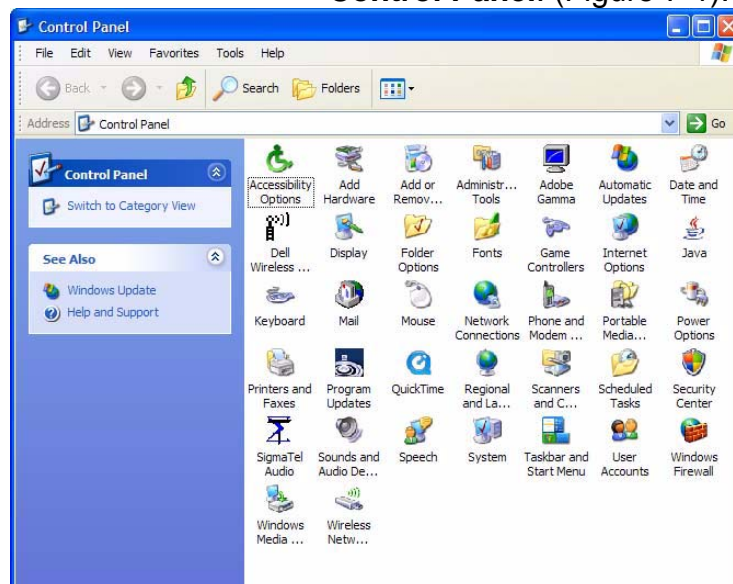 Control Panel
File Edit View Favorites Tools Help
Back Search Folders
Address Control Panel Go
Control Panel
Switch to Category View
See Also
Windows Update
Help and Support
Accessibility Options
Add Hardware
Add or Remov...
Administr... Tools
Adobe Gamma
Automatic Updates
Date and Time
Dell Wireless ...
Display
Folder Options
Fonts
Game Controllers
Internet Options
Java
Keyboard
Mail
Mouse
Network Connections
Phone and Modem ...
Portable Media...
Power Options
Printers and Faxes
Program Updates
QuickTime
Regional and La...
Scanners and C...
Scheduled Tasks
Security Center
SigmaTel Audio
Sounds and Audio De...
Speech
System
Taskbar and Start Menu
User Accounts
Windows Firewall
Windows Media ...
Wireless Netw...